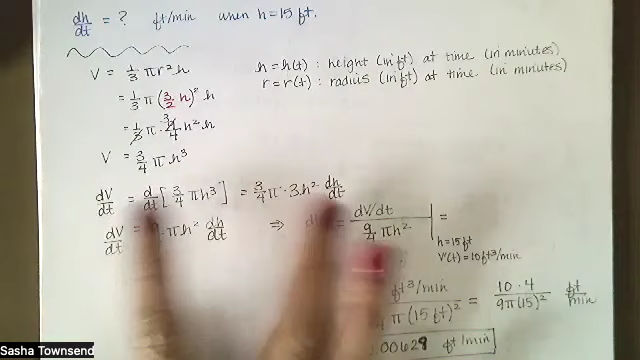 dh/dt = ? ft/min when h = 15 ft.
V = 1/3 π r² h
h = h(t) : height (in ft) at time (in minutes)
r = r(t) : radius (in ft) at time (in minutes)
= 1/3 π (3/2 h)² h
= 1/3 π · 9/4 h² h
V = 3/4 π h³
dV/dt = d/dt [3/4 π h³] = 3/4 π · 3h² dh/dt
dV/dt = π h² dh/dt ⇒ = dV/dt / 9/4 π h² | =
h = 15 ft
V'(t) = 10 ft³/min
ft³/min / π (15 ft)² = 10 · 4 / 9π(15)² ft/min
00629 ft/min
Sasha Townsend